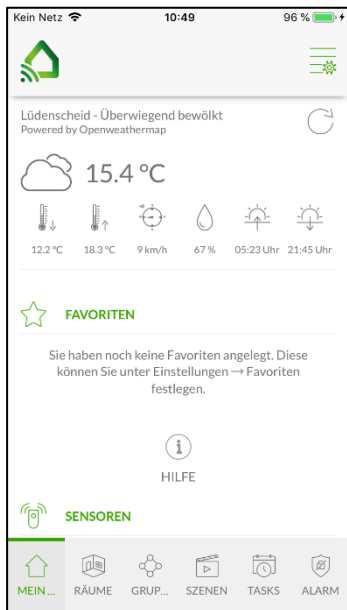 Kein Netz 10:49 96 %
Lüdenscheid - Überwiegend bewölkt
Powered by Openweathermap
15.4 °C
12.2 °C 18.3 °C 9 km/h 67 % 05:23 Uhr 21:45 Uhr
FAVORITEN
Sie haben noch keine Favoriten angelegt. Diese
können Sie unter Einstellungen → Favoriten
festlegen.
HILFE
SENSOREN
MEIN ... RÄUME GRUP... SZENEN TASKS ALARM